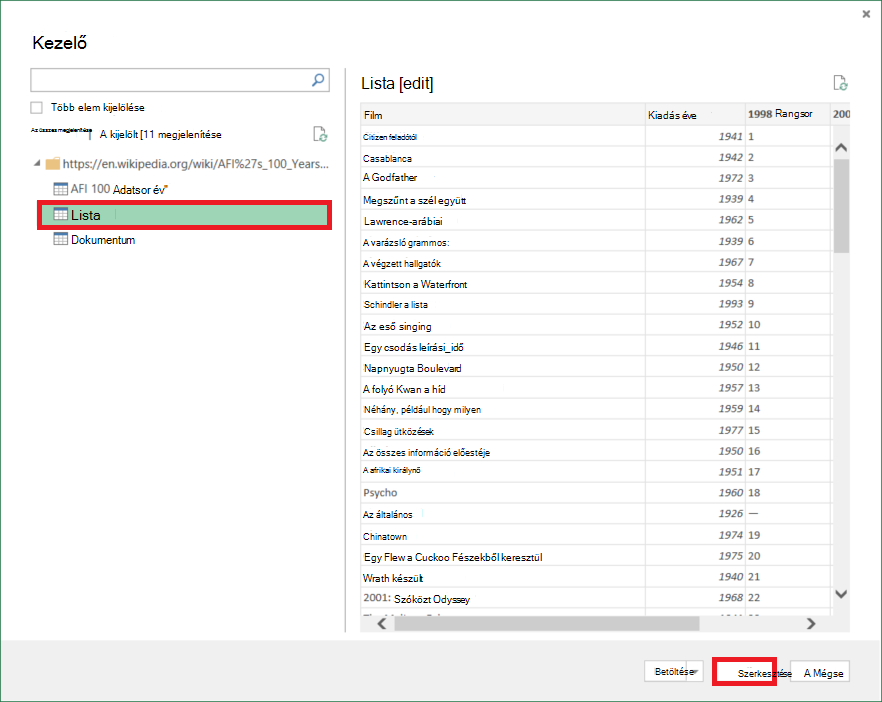 Kezelő
Több elem kijelölése
Az összes megjelenítése
A kijelölt [11 megjelenítése
https://en.wikipedia.org/wiki/AFI%27s_100_Years...
AFI 100 Adatsor év"
Lista
Dokumentum
Lista [edit]
Film Kiadás éve 1998 Rangsor 200
Citizen feladótól 1941 1
Casablanca 1942 2
A Godfather 1972 3
Megszűnt a szél együtt 1939 4
Lawrence-arábiai 1962 5
A varázsló grammos: 1939 6
A végzett hallgatók 1967 7
Kattintson a Waterfront 1954 8
Schindler a lista 1993 9
Az eső singing 1952 10
Egy csodás leírási_idő 1946 11
Napnyugta Boulevard 1950 12
A folyó Kwan a híd 1957 13
Néhány, például hogy milyen 1959 14
Csillag ütközések 1977 15
Az összes információ előestéje 1950 16
A afrikai királynő 1951 17
Psycho 1960 18
Az általános 1926 —
Chinatown 1974 19
Egy Flew a Cuckoo Fészekből keresztül 1975 20
Wrath készült 1940 21
2001: Szóközt Odyssey 1968 22
Betöltése
Szerkesztése
A Mégse